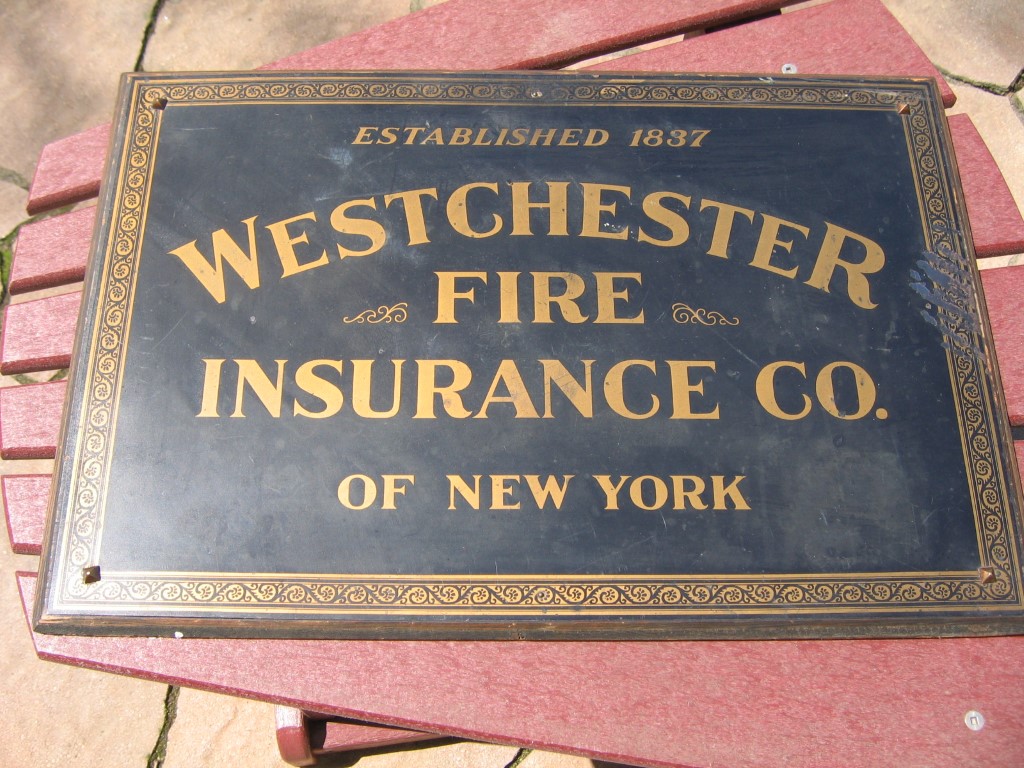 ESTABLISHED 1837
WESTCHESTER
FIRE
INSURANCE CO.
OF NEW YORK